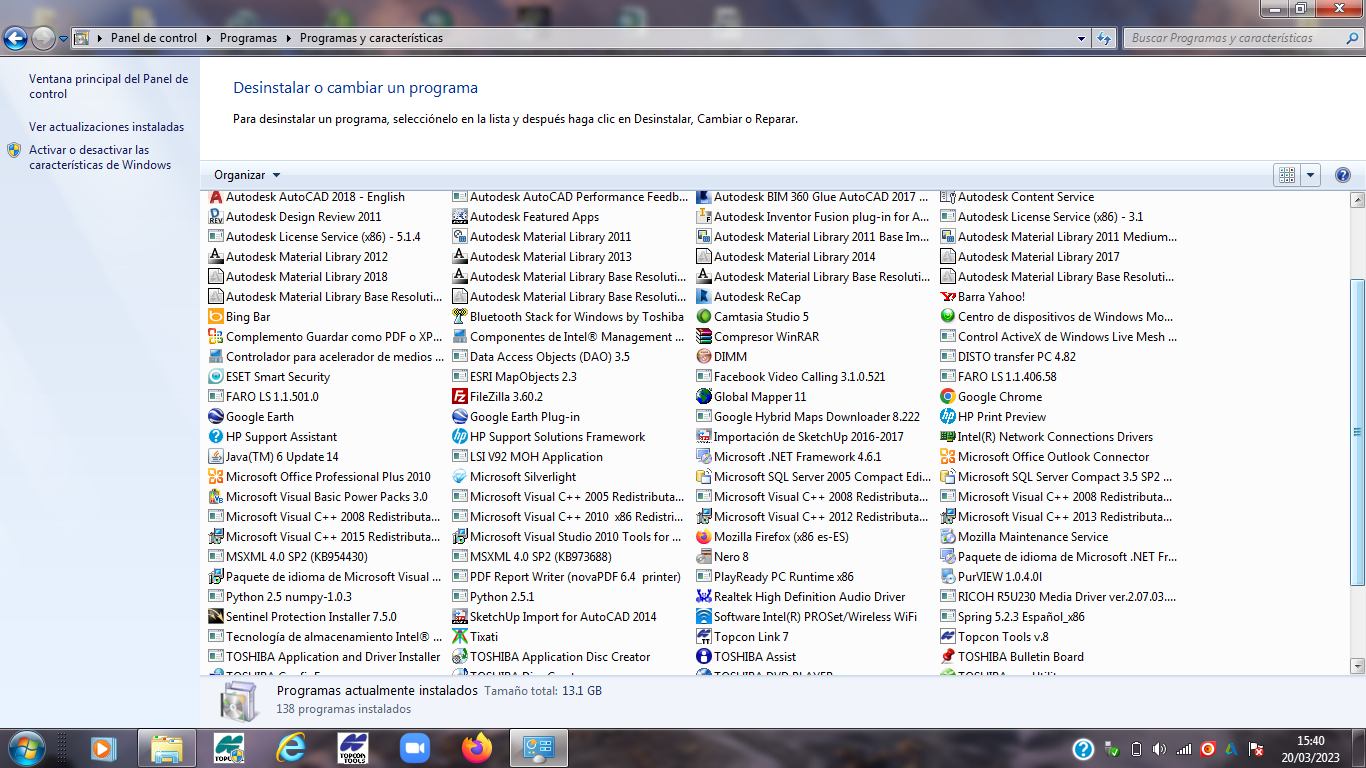 Panel de control
Programas
Programas y características
Buscar Programas y características
Ventana principal del Panel de
control
Ver actualizaciones instaladas
Activar o desactivar las
características de Windows
Desinstalar o cambiar un programa
Para desinstalar un programa, selecciónelo en la lista y después haga clic en Desinstalar, Cambiar o Reparar.
Organizar
Autodesk AutoCAD 2018 - English
Autodesk AutoCAD Performance Feedb...
Autodesk BIM 360 Glue AutoCAD 2017 ...
Autodesk Content Service
Autodesk Design Review 2011
Autodesk Featured Apps
Autodesk Inventor Fusion plug-in for A...
Autodesk License Service (x86) - 3.1
Autodesk License Service (x86) - 5.1.4
Autodesk Material Library 2011
Autodesk Material Library 2011 Base Im...
Autodesk Material Library 2011 Medium...
Autodesk Material Library 2012
Autodesk Material Library 2013
Autodesk Material Library 2014
Autodesk Material Library 2017
Autodesk Material Library 2018
Autodesk Material Library Base Resoluti...
Autodesk Material Library Base Resoluti...
Autodesk Material Library Base Resoluti...
Autodesk Material Library Base Resoluti...
Autodesk Material Library Base Resoluti...
Autodesk ReCap
Barra Yahoo!
Bing Bar
Bluetooth Stack for Windows by Toshiba
Camtasia Studio 5
Centro de dispositivos de Windows Mo...
Complemento Guardar como PDF o XP...
Componentes de Intel® Management ...
Compresor WinRAR
Control ActiveX de Windows Live Mesh ...
Controlador para acelerador de medios ...
Data Access Objects (DAO) 3.5
DIMM
DISTO transfer PC 4.82
ESET Smart Security
ESRI MapObjects 2.3
Facebook Video Calling 3.1.0.521
FARO LS 1.1.406.58
FARO LS 1.1.501.0
FileZilla 3.60.2
Global Mapper 11
Google Chrome
Google Earth
Google Earth Plug-in
Google Hybrid Maps Downloader 8.222
HP Print Preview
HP Support Assistant
HP Support Solutions Framework
Importación de SketchUp 2016-2017
Intel(R) Network Connections Drivers
Java(TM) 6 Update 14
LSI V92 MOH Application
Microsoft .NET Framework 4.6.1
Microsoft Office Outlook Connector
Microsoft Office Professional Plus 2010
Microsoft Silverlight
Microsoft SQL Server 2005 Compact Edi...
Microsoft SQL Server Compact 3.5 SP2 ...
Microsoft Visual Basic Power Packs 3.0
Microsoft Visual C++ 2005 Redistributa...
Microsoft Visual C++ 2008 Redistributa...
Microsoft Visual C++ 2008 Redistributa...
Microsoft Visual C++ 2008 Redistributa...
Microsoft Visual C++ 2010  x86 Redistri...
Microsoft Visual C++ 2012 Redistributa...
Microsoft Visual C++ 2013 Redistributa...
Microsoft Visual C++ 2015 Redistributa...
Microsoft Visual Studio 2010 Tools for ...
Mozilla Firefox (x86 es-ES)
Mozilla Maintenance Service
MSXML 4.0 SP2 (KB954430)
MSXML 4.0 SP2 (KB973688)
Nero 8
Paquete de idioma de Microsoft .NET Fr...
Paquete de idioma de Microsoft Visual ...
PDF Report Writer (novaPDF 6.4  printer)
PlayReady PC Runtime x86
PurVIEW 1.0.4.0l
Python 2.5 numpy-1.0.3
Python 2.5.1
Realtek High Definition Audio Driver
RICOH R5U230 Media Driver ver.2.07.03....
Sentinel Protection Installer 7.5.0
SketchUp Import for AutoCAD 2014
Software Intel(R) PROSet/Wireless WiFi
Spring 5.2.3 Español_x86
Tecnología de almacenamiento Intel® ...
Tixati
Topcon Link 7
Topcon Tools v.8
TOSHIBA Application and Driver Installer
TOSHIBA Application Disc Creator
TOSHIBA Assist
TOSHIBA Bulletin Board
TOSHIBA
TOSHIBA Disc Creator
TOSHIBA DVD PLAYER
TOSHIBA
Programas actualmente instalados Tamaño total: 13.1 GB
138 programas instalados
TOPCON
TOOLS
15:40
20/03/2023